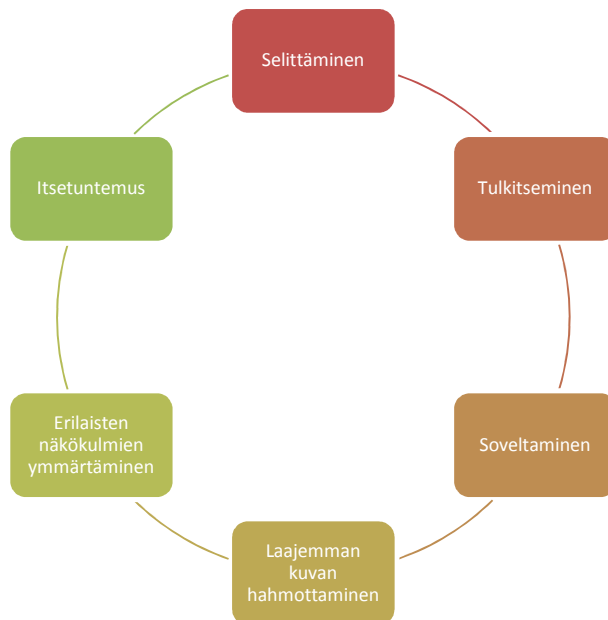 Selittäminen
Tulkitseminen
Soveltaminen
Laajemman
kuvan
hahmottaminen
Erilaisten
näkökulmien
ymmärtäminen
Itsetuntemus